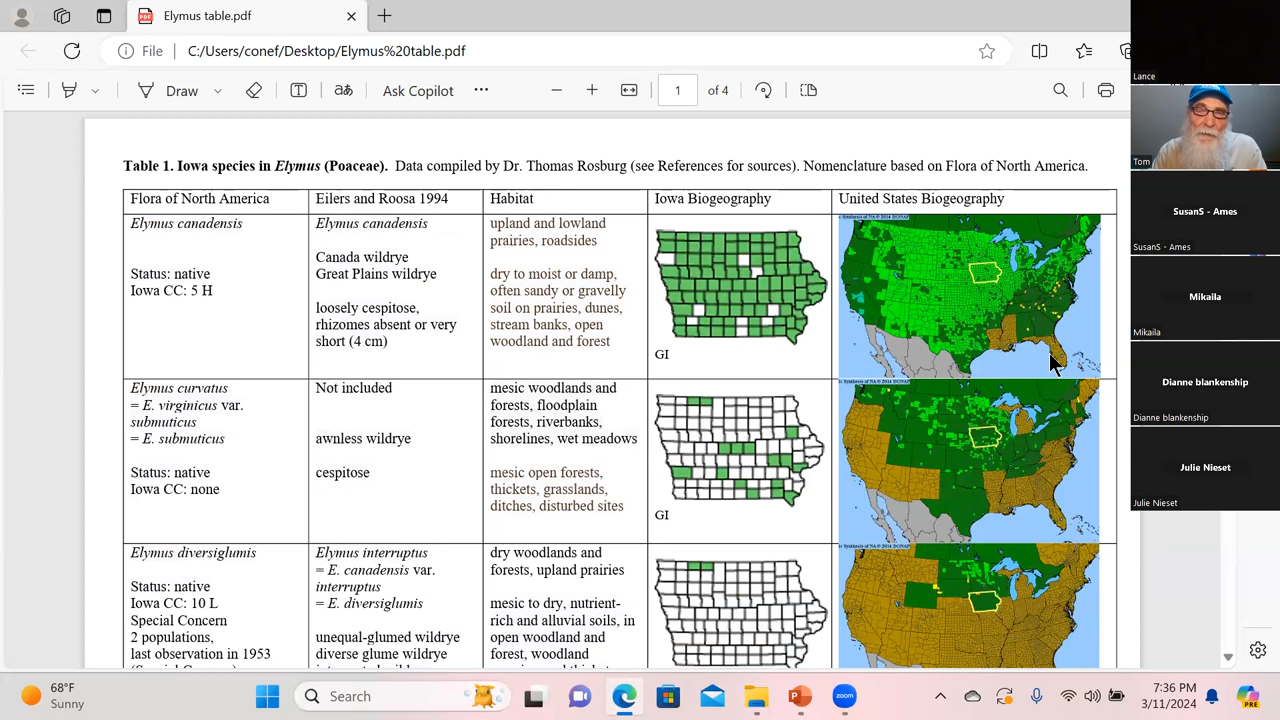 Elymus table.pdf
File
C:/Users/conef/Desktop/Elymus%20table.pdf
Draw
Ask Copilot
1
of 4
Table 1. Iowa species in Elymus (Poaceae). Data compiled by Dr. Thomas Rosburg (see References for sources). Nomenclature based on Flora of North America.
Flora of North America
Eilers and Roosa 1994
Habitat
Iowa Biogeography
United States Biogeography
Elymus canadensis
Status: native
Iowa CC: 5 H
Elymus canadensis
Canada wildrye
Great Plains wildrye
loosely cespitose,
rhizomes absent or very
short (4 cm)
upland and lowland
prairies, roadsides
dry to moist or damp,
often sandy or gravelly
soil on prairies, dunes,
stream banks, open
woodland and forest
GI
Elymus curvatus
= E. virginicus var.
submuticus
= E. submuticus
Status: native
Iowa CC: none
Not included
awnless wildrye
cespitose
mesic woodlands and
forests, floodplain
forests, riverbanks,
shorelines, wet meadows
mesic open forests,
thickets, grasslands,
ditches, disturbed sites
GI
Elymus diversiglumis
Status: native
Iowa CC: 10 L
Special Concern
2 populations,
last observation in 1953
Elymus interruptus
= E. canadensis var.
interruptus
= E. diversiglumis
unequal-glumed wildrye
diverse glume wildrye
dry woodlands and
forests, upland prairies
mesic to dry, nutrient-
rich and alluvial soils, in
open woodland and
forest, woodland
Lance
Tom
SusanS - Ames
SusanS - Ames
Mikaila
Mikaila
Dianne blankenship
Dianne blankenship
Julie Nieset
Julie Nieset
68°F
Sunny
Search
zoom
PRE
7:36 PM
3/11/2024